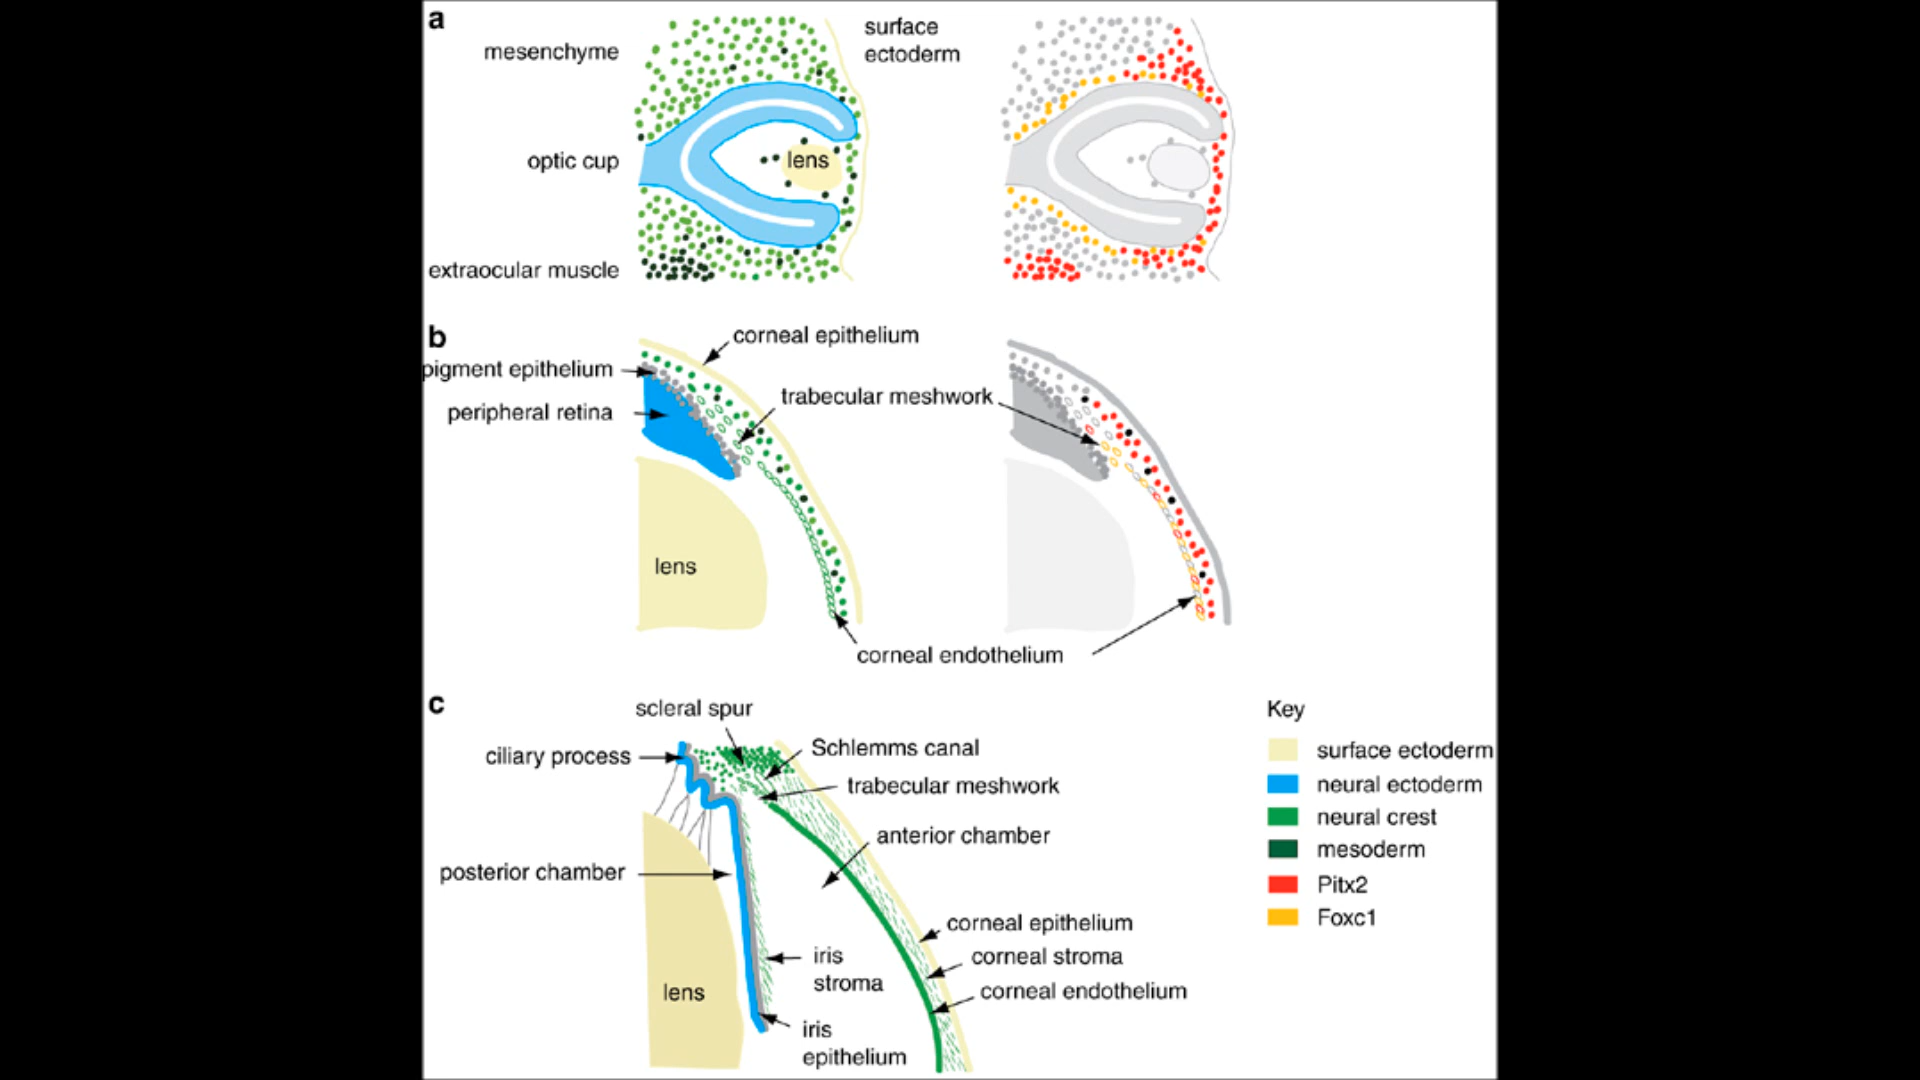 a
mesenchyme
surface
ectoderm
optic cup
lens
extraocular muscle
b
corneal epithelium
pigment epithelium
trabecular meshwork
peripheral retina
lens
corneal endothelium
c
scleral spur
Key
ciliary process
Schlemms canal
surface ectoderm
trabecular meshwork
neural ectoderm
neural crest
anterior chamber
mesoderm
posterior chamber
Pitx2
Foxc1
corneal epithelium
iris
stroma
corneal stroma
lens
corneal endothelium
iris
epithelium